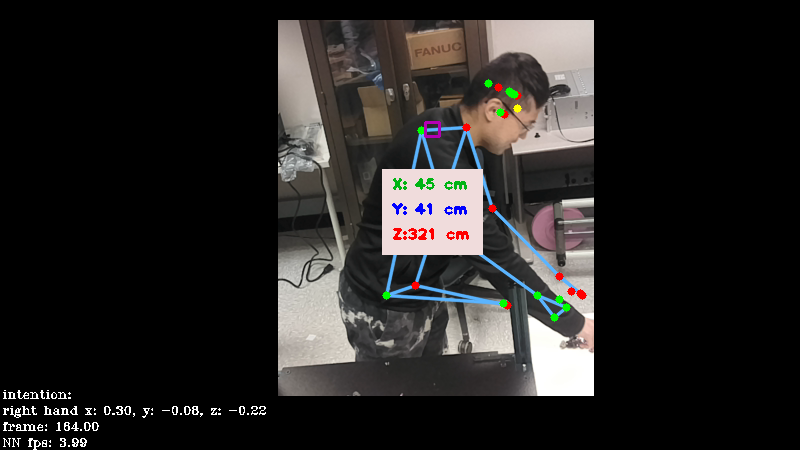 FANUC
X: 45 cm
Y: 41 cm
Z:321 cm
intention:
right hand x: 0.30, y: -0.08, z: -0.22
frame: 164.00
NN fps: 3.99